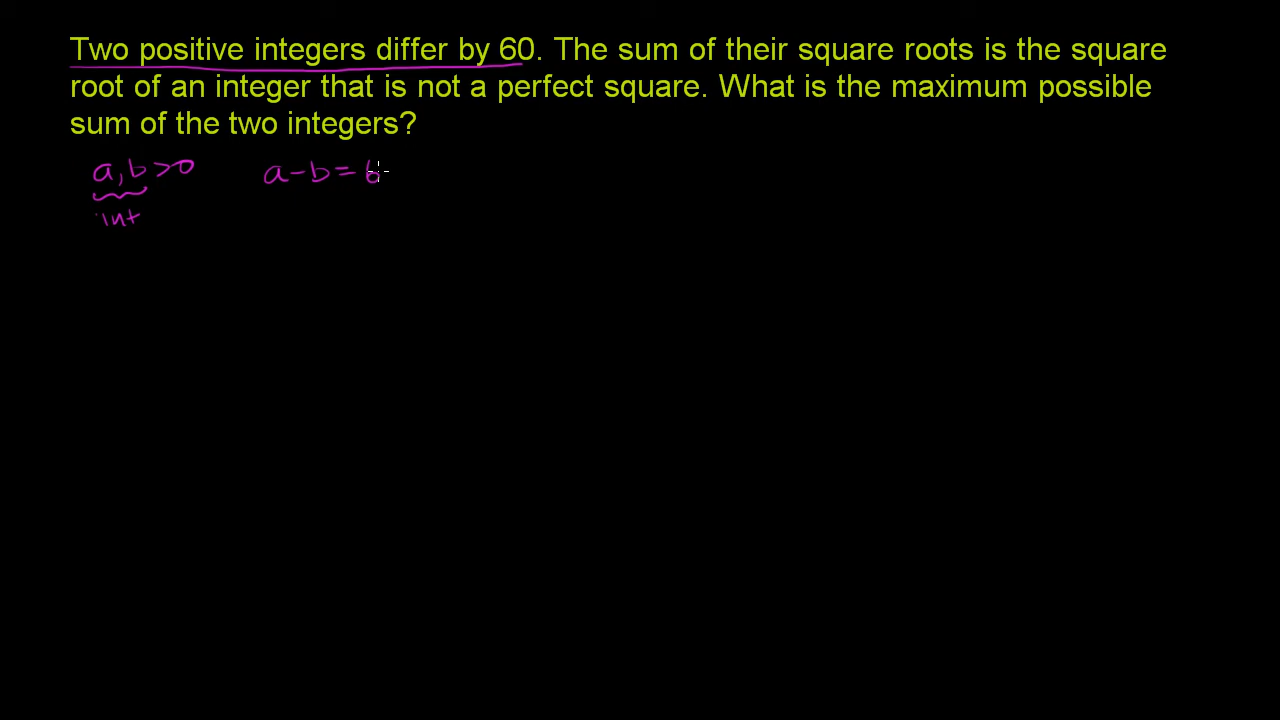 Two positive integers differ by 60. The sum of their square roots is the square
root of an integer that is not a perfect square. What is the maximum possible
sum of the two integers?
a,b>0 a-b=6
int